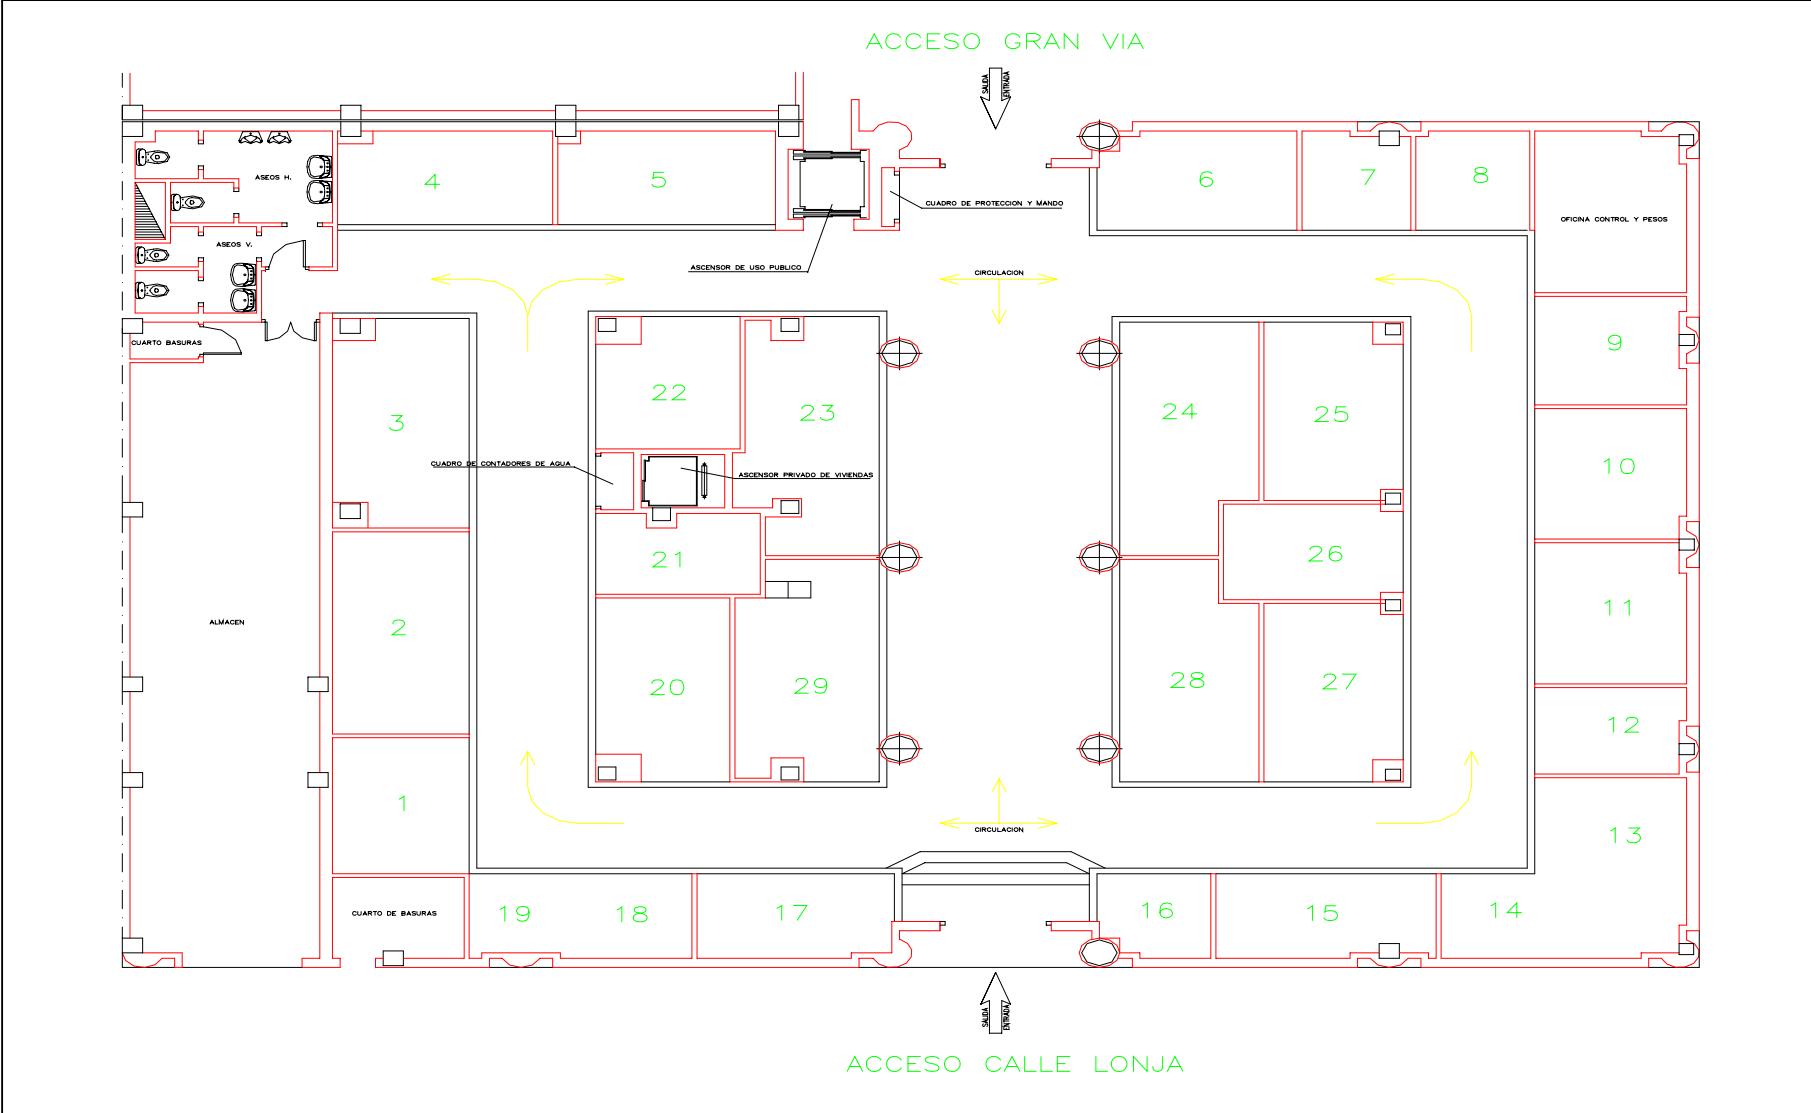 ACCESO GRAN VIA
SALIDA
ENTRADA
ASEOS H.
4
5
6
7
8
CUADRO DE PROTECCION Y MANDO
OFICINA CONTROL Y PESOS
ASEOS V.
ASCENSOR DE USO PUBLICO
CIRCULACION
CUARTO BASURAS
9
22
23
24
25
3
CUADRO DE CONTADORES DE AGUA
ASCENSOR PRIVADO DE VIVIENDAS
10
21
26
11
ALMACEN
2
20
29
28
27
12
1
CIRCULACION
13
CUARTO DE BASURAS
19
18
17
16
15
14
SALIDA
ENTRADA
ACCESO CALLE LONJA